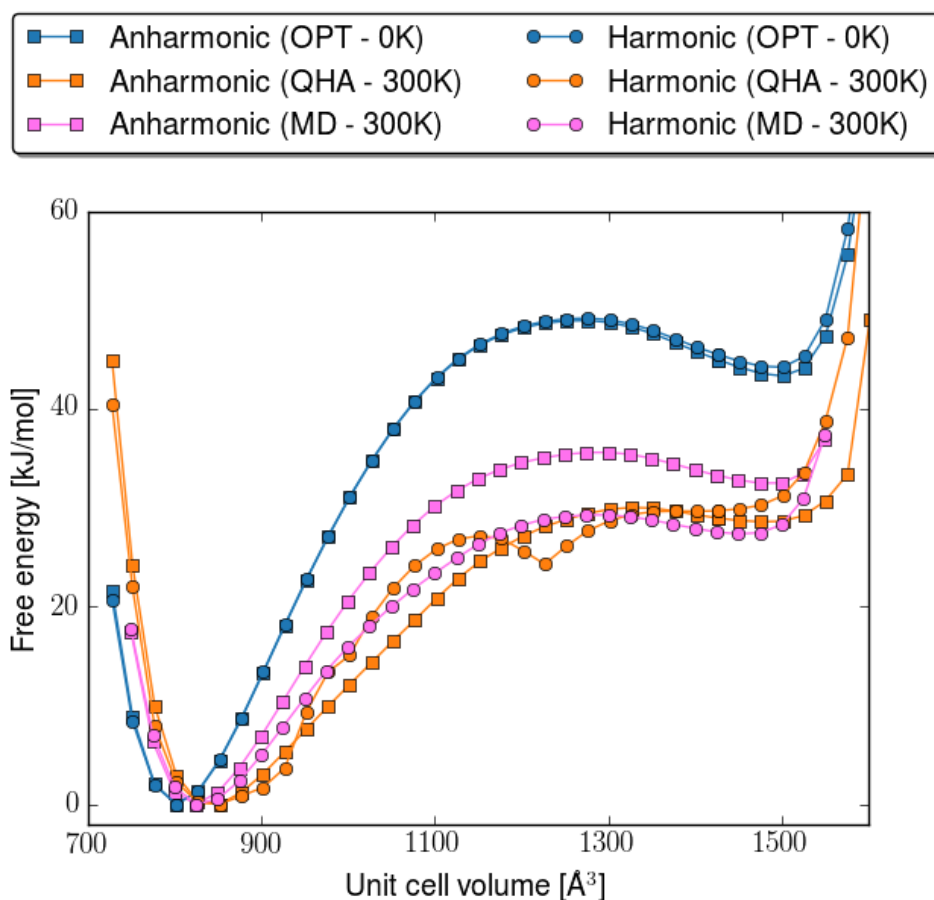 Anharmonic (OPT - 0K) Harmonic (OPT - 0K)
Anharmonic (QHA - 300K) Harmonic (QHA - 300K)
Anharmonic (MD - 300K) Harmonic (MD - 300K)
60
40
20
0
Free energy [kJ/mol]
700 900 1100 1300 1500
Unit cell volume [Å³]